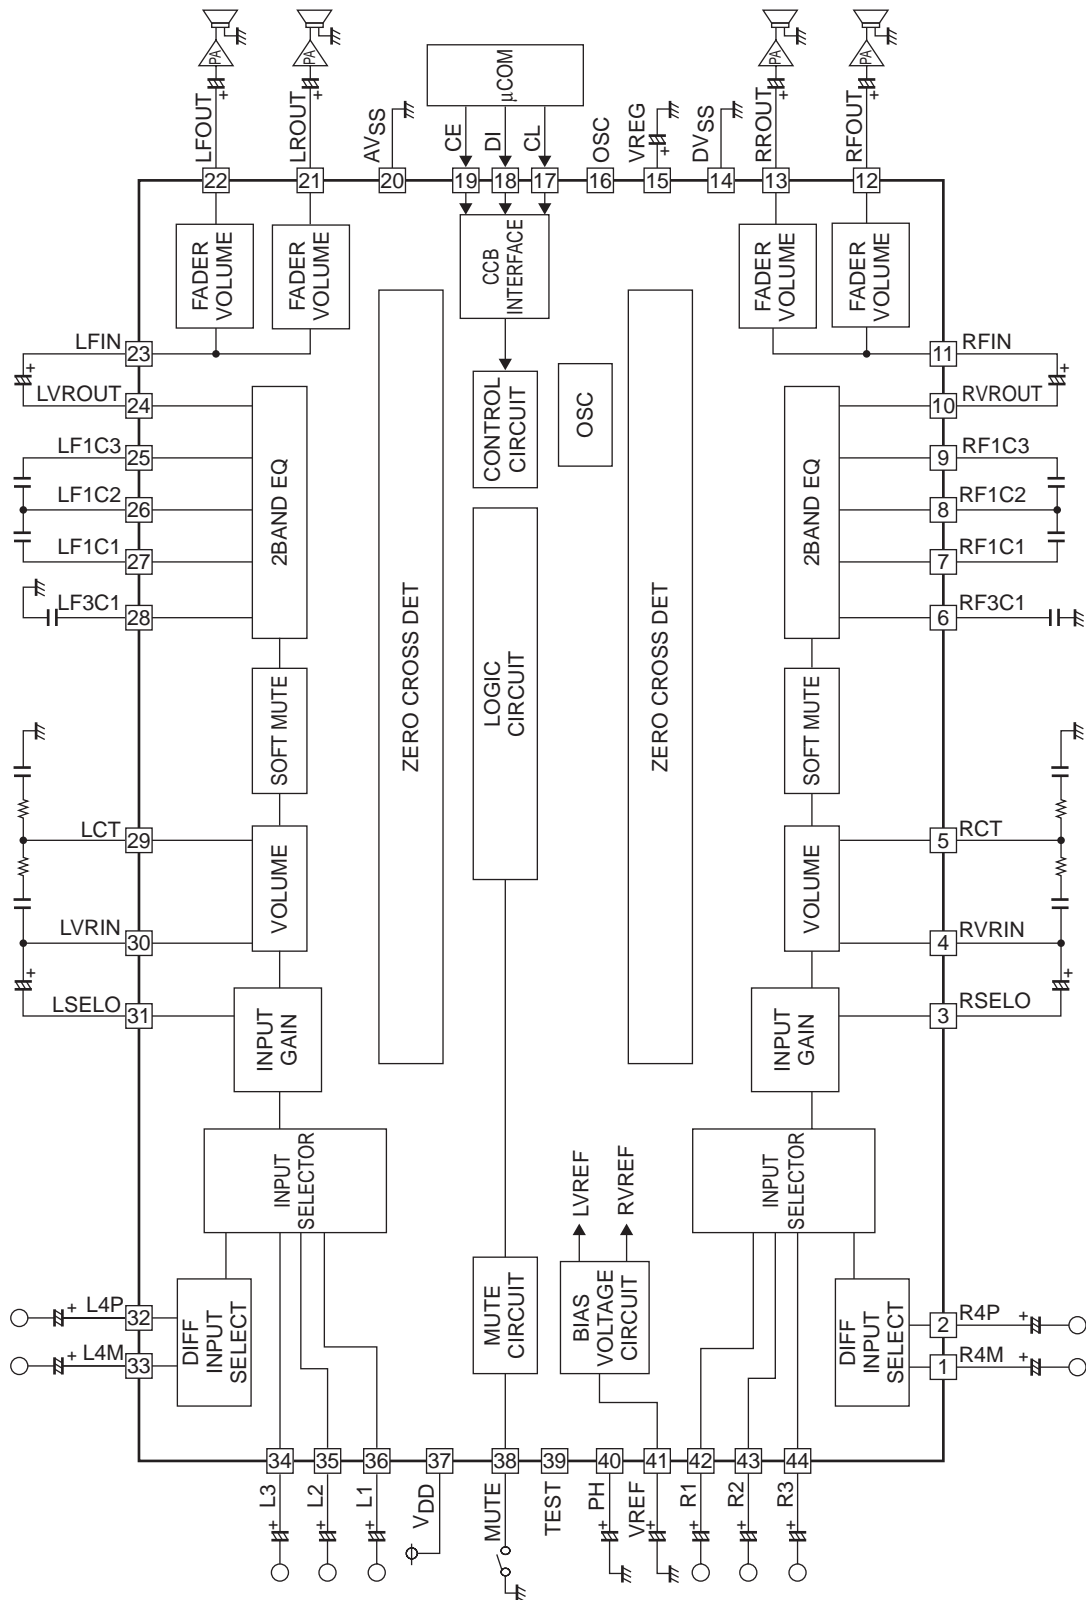 PA
PA
PA
PA
μCOM
LFOUT
LROUT
AVSS
CE
DI
CL
OSC
VREG
DVSS
RROUT
RFOUT
22
21
20
19
18
17
16
15
14
13
12
FADER
VOLUME
FADER
VOLUME
CCB
INTERFACE
FADER
VOLUME
FADER
VOLUME
LFIN
23
11
RFIN
LVROUT
24
10
RVROUT
LF1C3
25
9
RF1C3
LF1C2
26
8
RF1C2
LF1C1
27
7
RF1C1
LF3C1
28
6
RF3C1
2BAND EQ
CONTROL
CIRCUIT
OSC
2BAND EQ
ZERO CROSS DET
LOGIC
CIRCUIT
ZERO CROSS DET
SOFT MUTE
SOFT MUTE
LCT
29
5
RCT
VOLUME
VOLUME
LVRIN
30
4
RVRIN
LSELO
31
3
RSELO
INPUT
GAIN
INPUT
GAIN
INPUT
SELECTOR
LVREF
RVREF
INPUT
SELECTOR
MUTE
CIRCUIT
BIAS
VOLTAGE
CIRCUIT
L4P
32
2
R4P
L4M
33
1
R4M
DIFF
INPUT
SELECT
DIFF
INPUT
SELECT
34
35
36
37
38
39
40
41
42
43
44
L3
L2
L1
VDD
MUTE
TEST
PH
VREF
R1
R2
R3